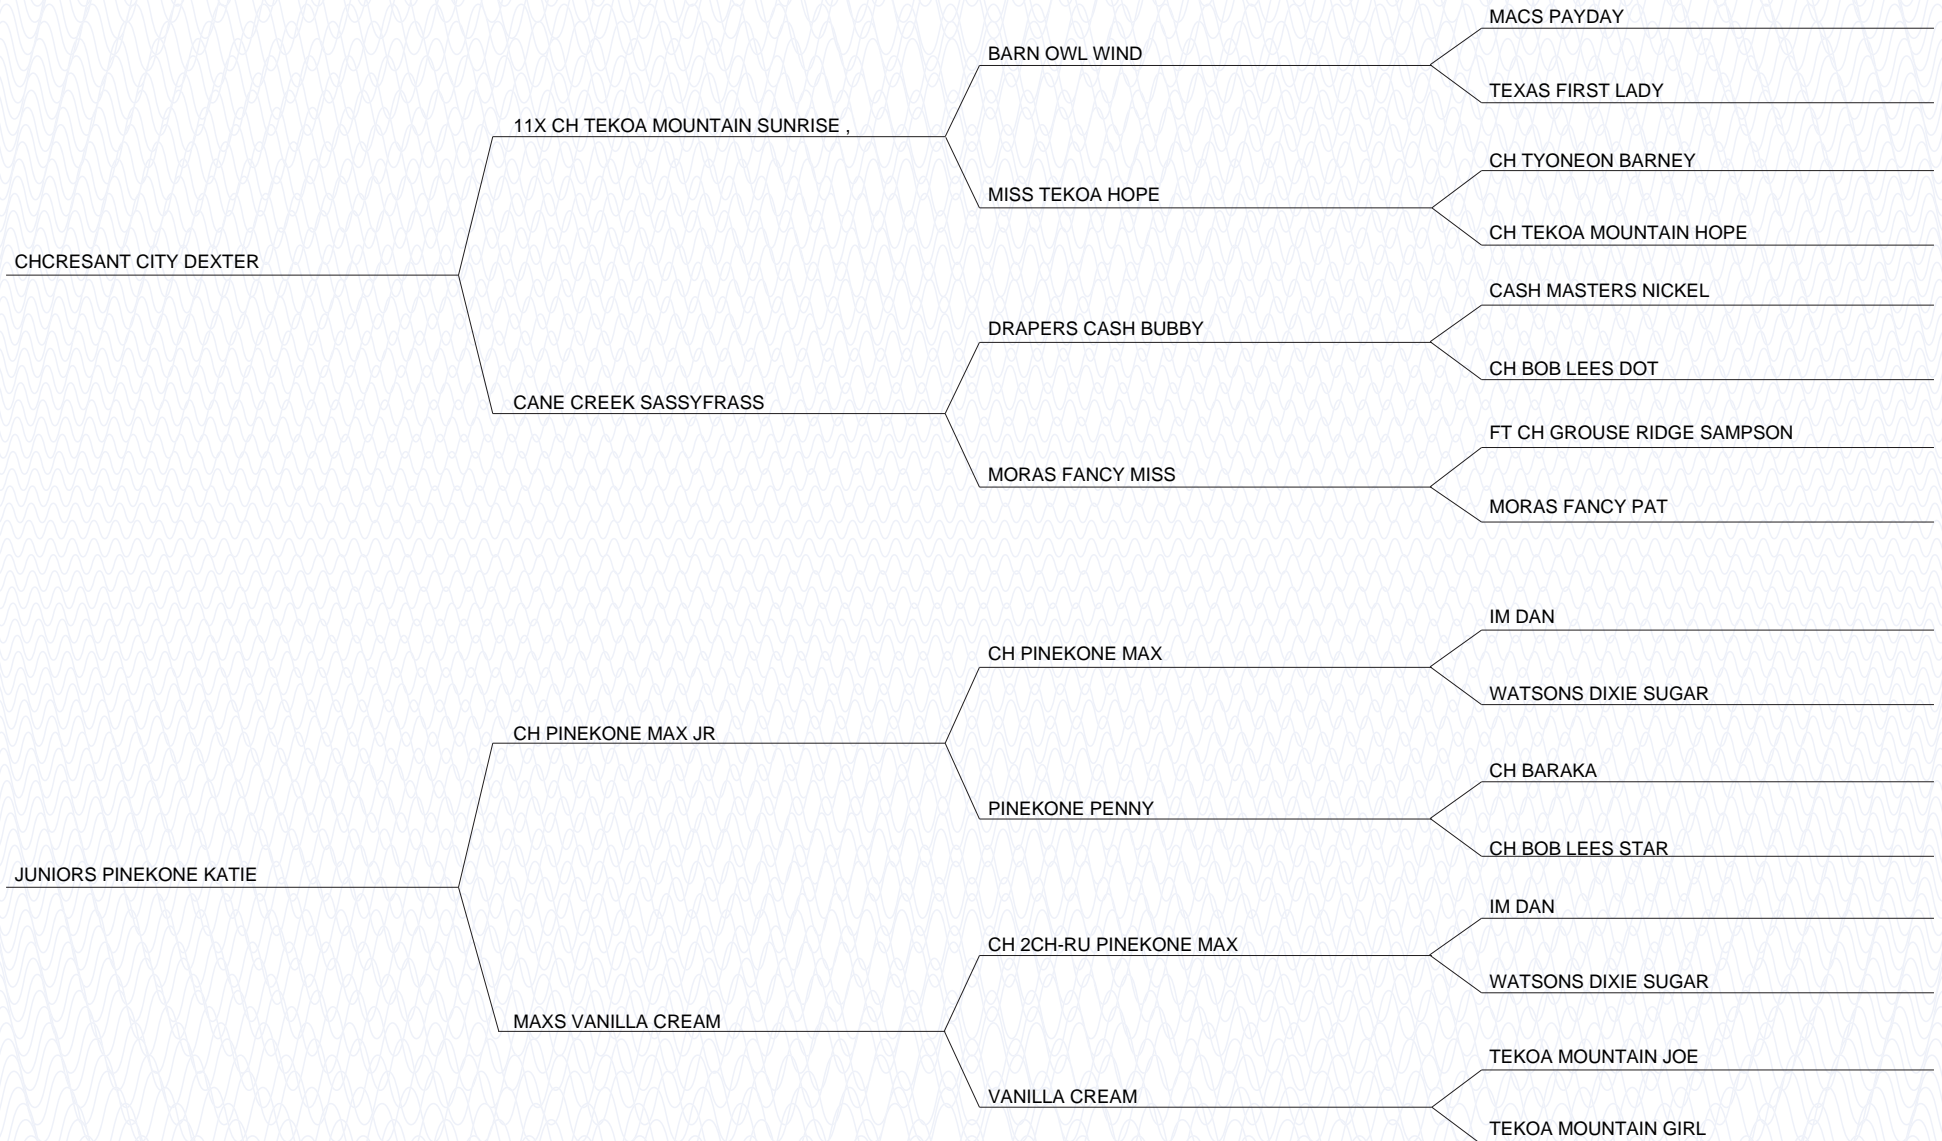 MACS PAYDAY
BARN OWL WIND
TEXAS FIRST LADY
11X CH TEKOA MOUNTAIN SUNRISE ,
CH TYONEON BARNEY
MISS TEKOA HOPE
CH TEKOA MOUNTAIN HOPE
CHCRESANT CITY DEXTER
CASH MASTERS NICKEL
DRAPERS CASH BUBBY
CH BOB LEES DOT
CANE CREEK SASSYFRASS
FT CH GROUSE RIDGE SAMPSON
MORAS FANCY MISS
MORAS FANCY PAT
IM DAN
CH PINEKONE MAX
WATSONS DIXIE SUGAR
CH PINEKONE MAX JR
CH BARAKA
PINEKONE PENNY
CH BOB LEES STAR
JUNIORS PINEKONE KATIE
IM DAN
CH 2CH-RU PINEKONE MAX
WATSONS DIXIE SUGAR
MAXS VANILLA CREAM
TEKOA MOUNTAIN JOE
VANILLA CREAM
TEKOA MOUNTAIN GIRL